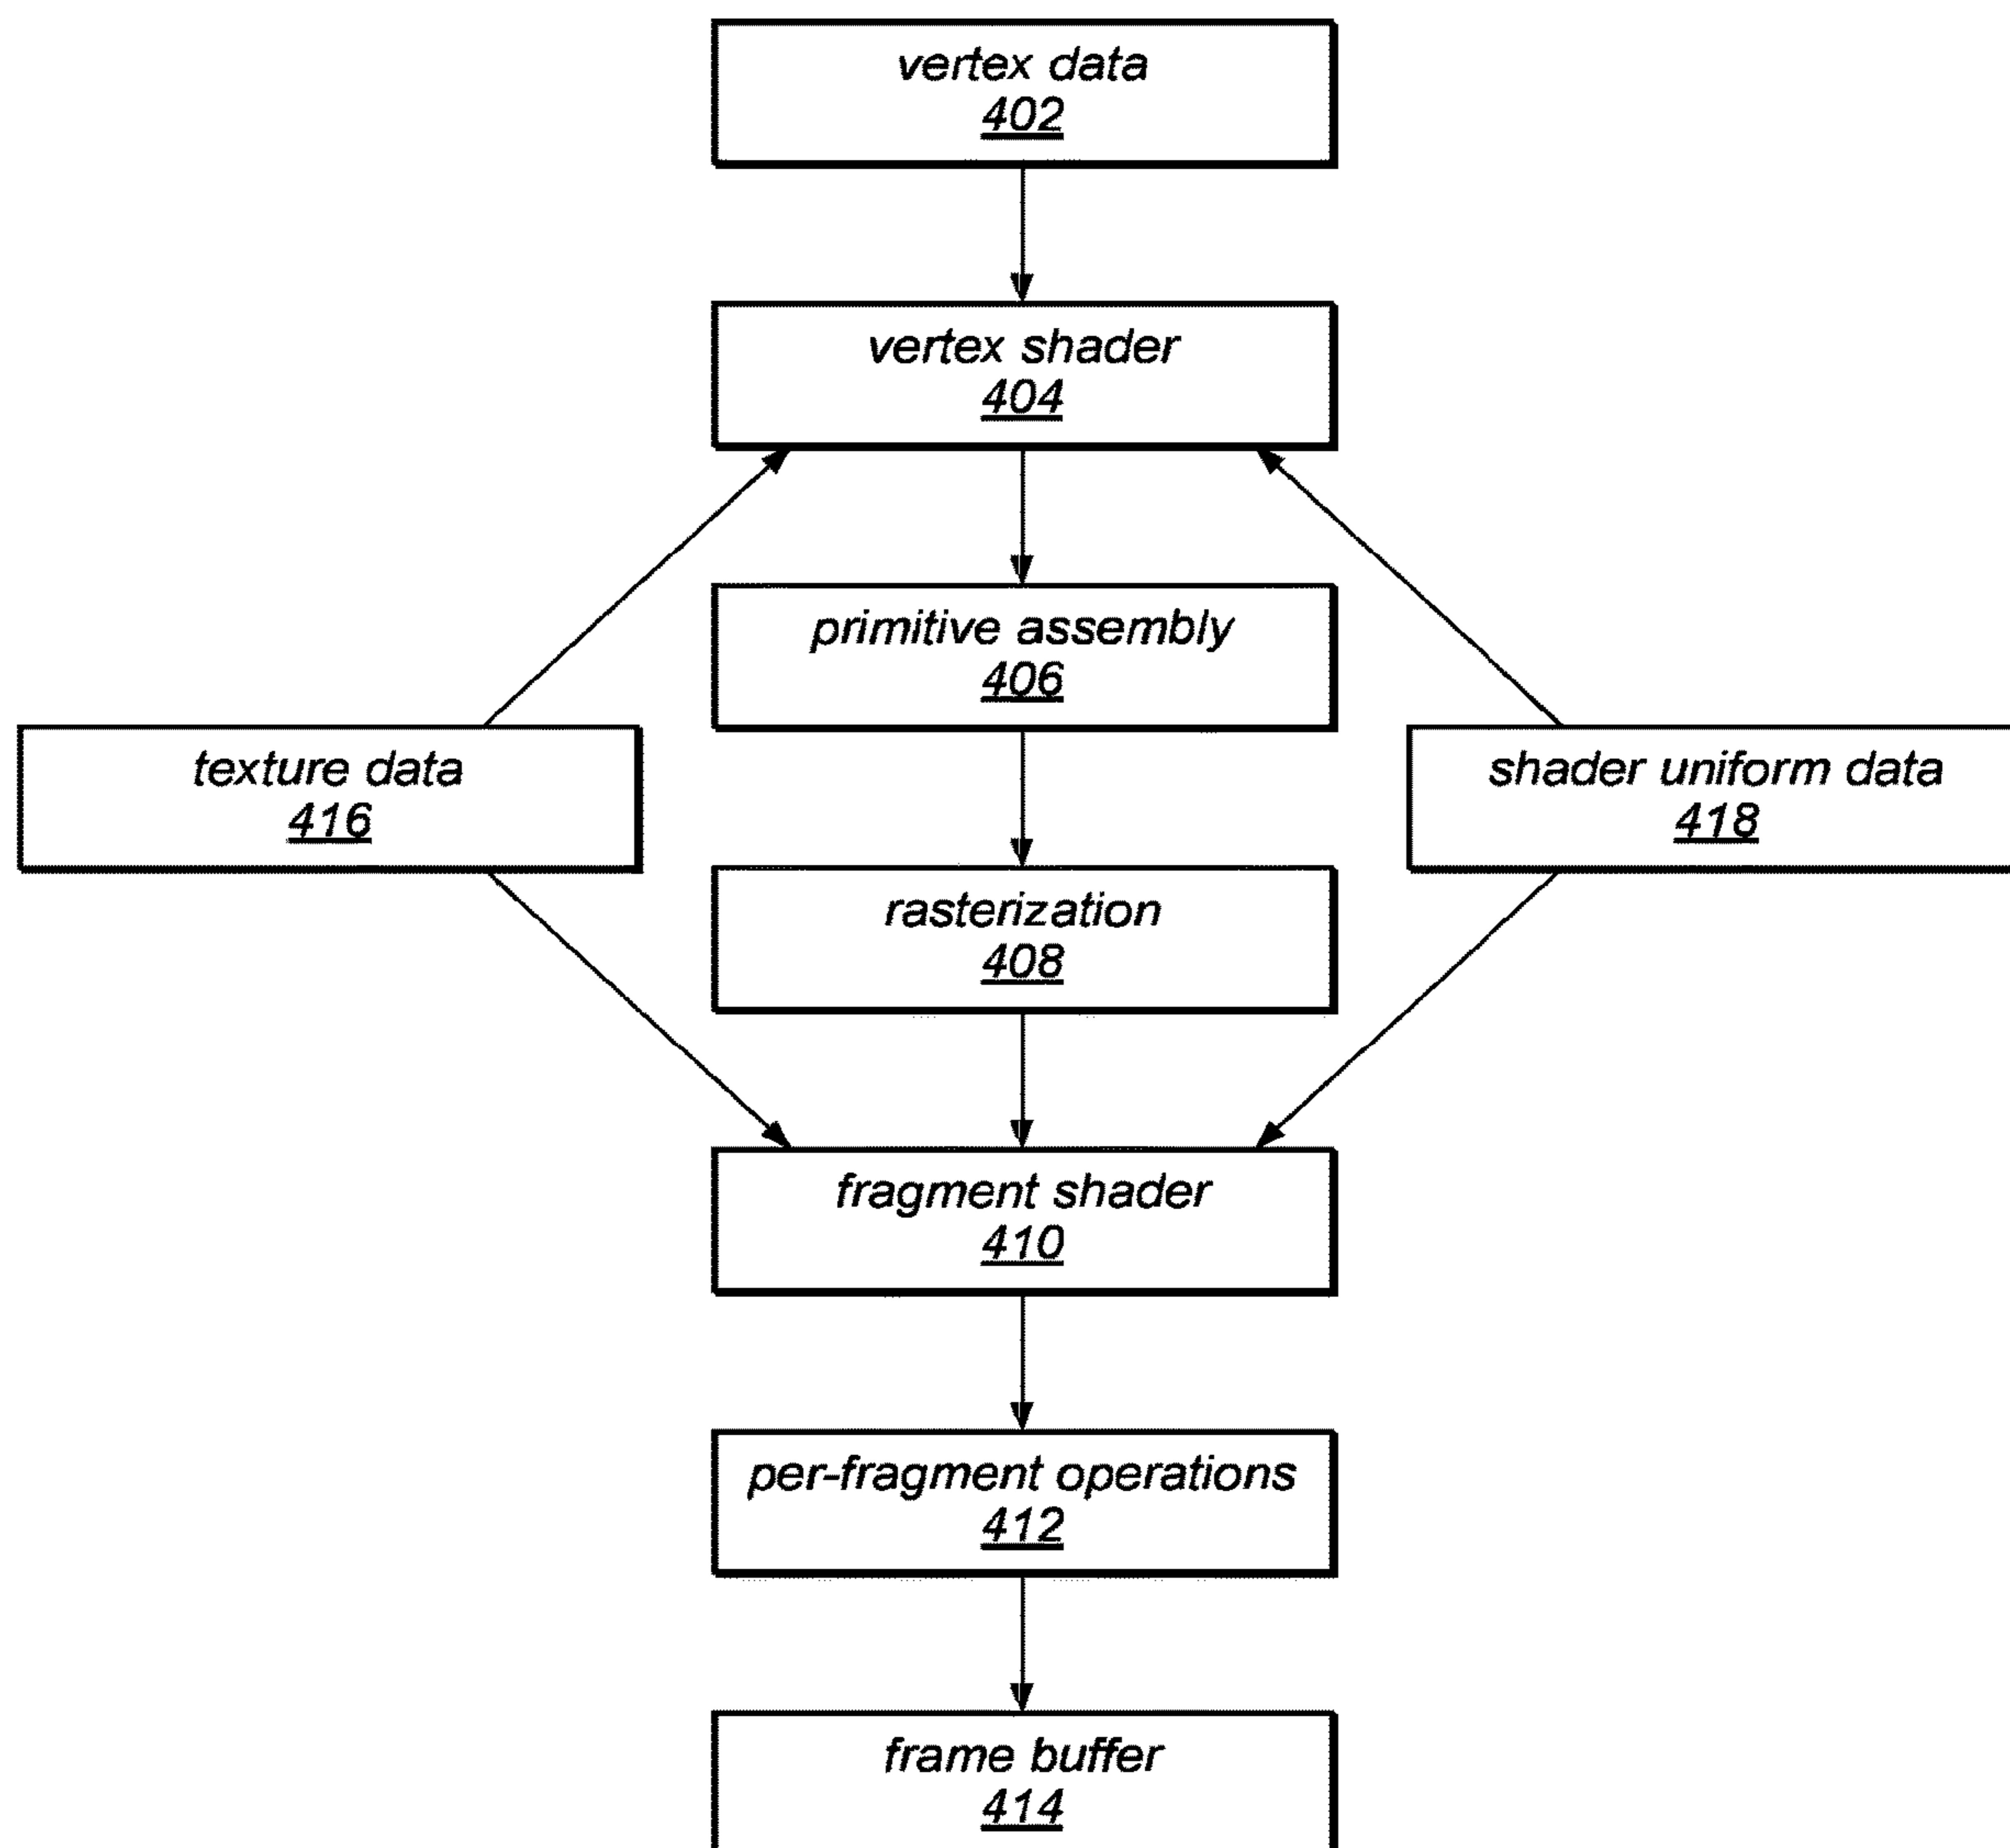 vertex data
402
vertex shader
404
primitive assembly
406
texture data
416
shader uniform data
418
rasterization
408
fragment shader
410
per-fragment operations
412
frame buffer
414